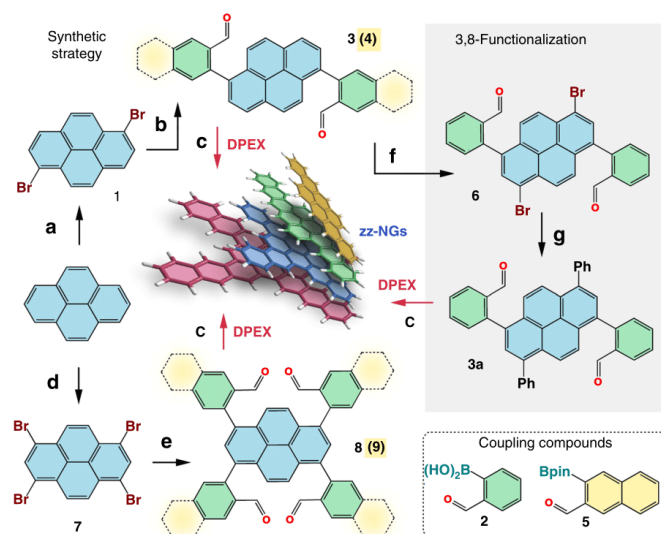 Synthetic
strategy
3 (4)
3,8-Functionalization
O
O
b
c
DPEX
f
Br
Br
1
a
zz-NGs
O
Br
Br
O
6
g
DPEX
c
O
Ph
Ph
O
3a
c
DPEX
d
Br
Br
Br
Br
7
e
O
O
O
O
8 (9)
Coupling compounds
(HO)2B
O
2
Bpin
O
5